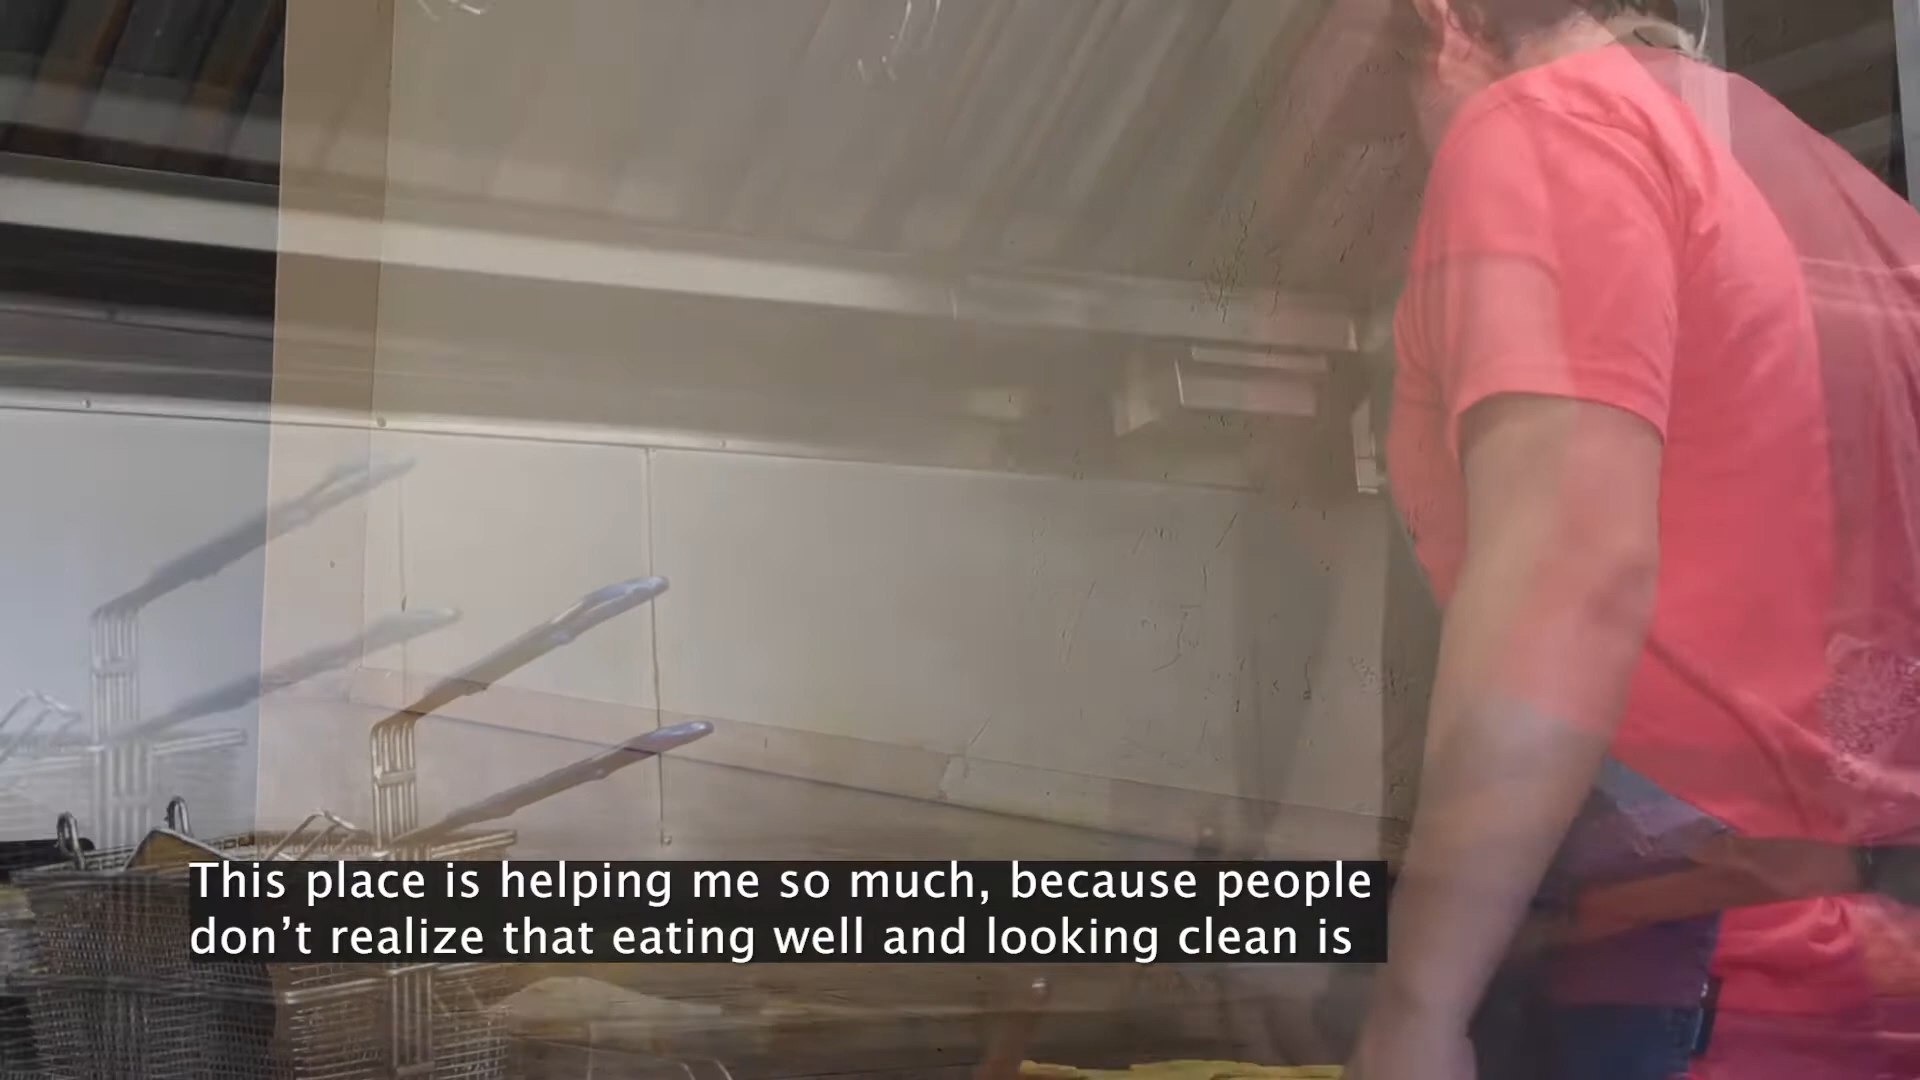 This place is helping me so much, because people
don’t realize that eating well and looking clean is